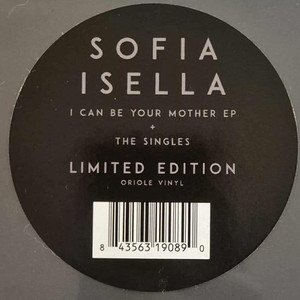 SOFIA
ISELLA
I CAN BE YOUR MOTHER EP
+
THE SINGLES
LIMITED EDITION
ORIOLE VINYL
8 43563 19089 0